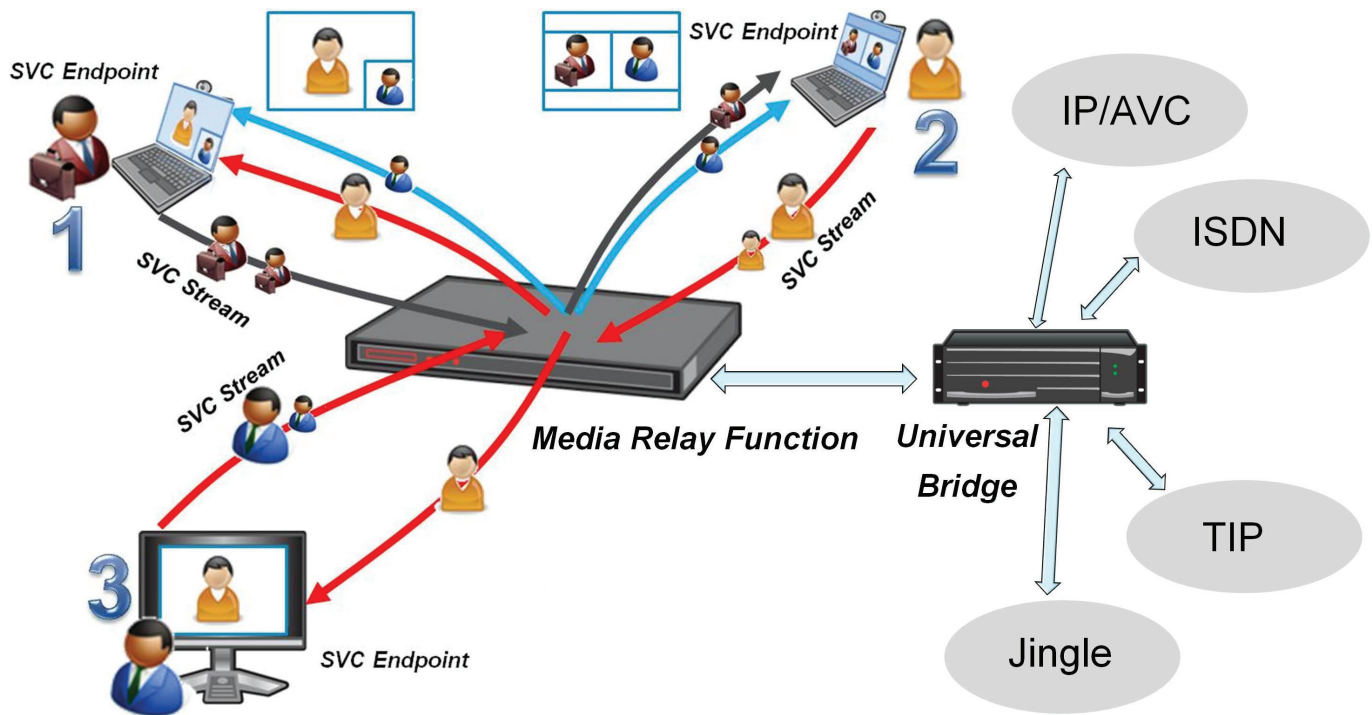 SVC Endpoint
1
SVC Stream
SVC Endpoint
2
SVC Stream
SVC Stream
3
SVC Endpoint
Media Relay Function
Universal
Bridge
IP/AVC
ISDN
TIP
Jingle